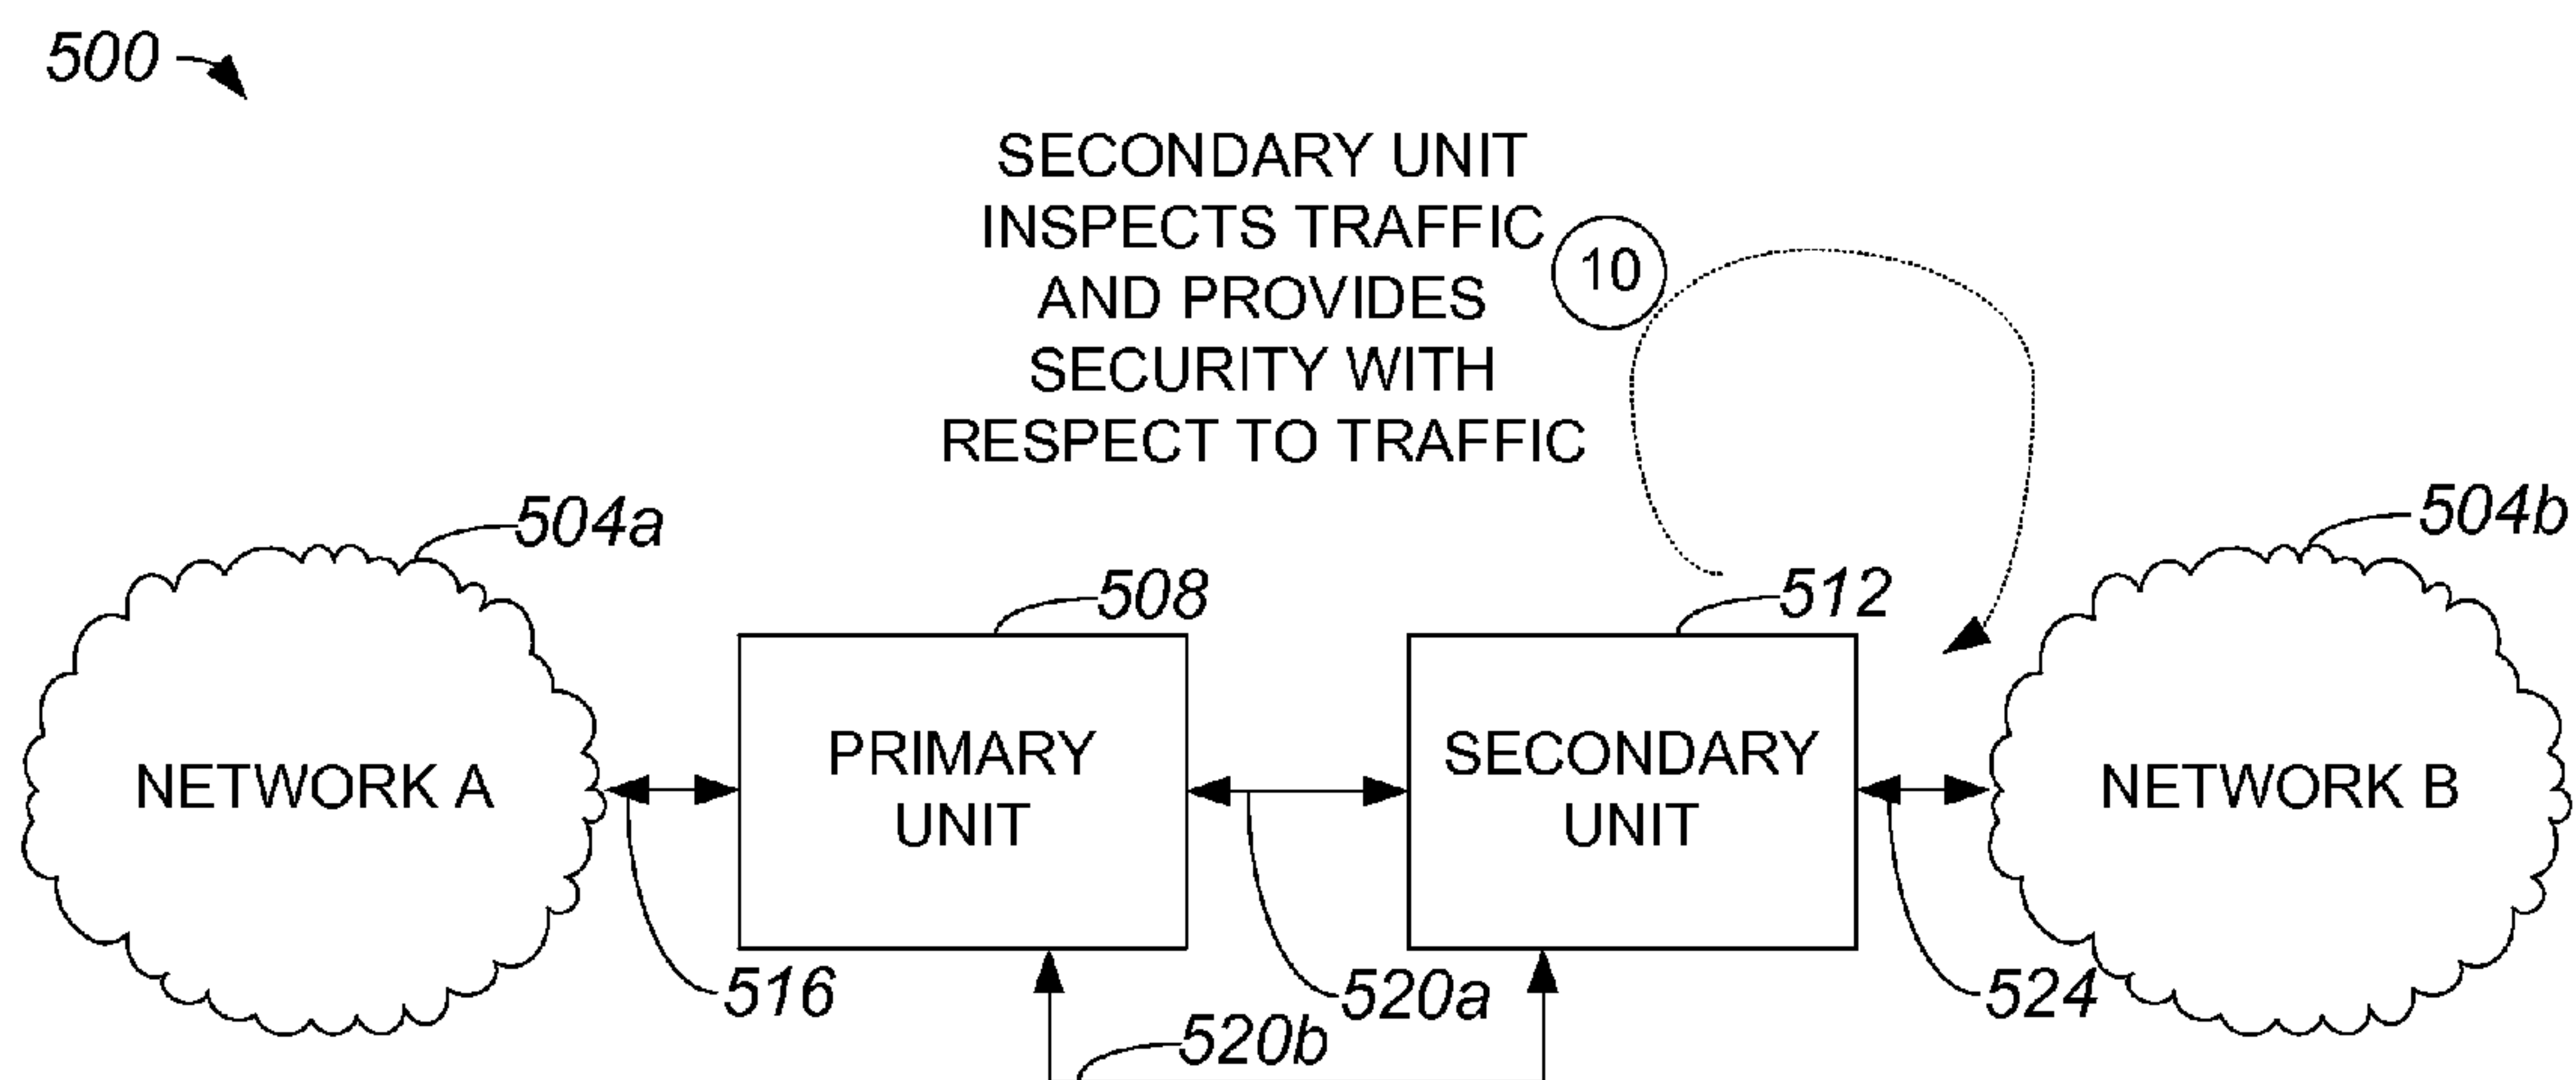 500
SECONDARY UNIT
INSPECTS TRAFFIC
AND PROVIDES
SECURITY WITH
RESPECT TO TRAFFIC
10
504a
504b
508
512
NETWORK A
PRIMARY
UNIT
SECONDARY
UNIT
NETWORK B
516
520a
524
520b